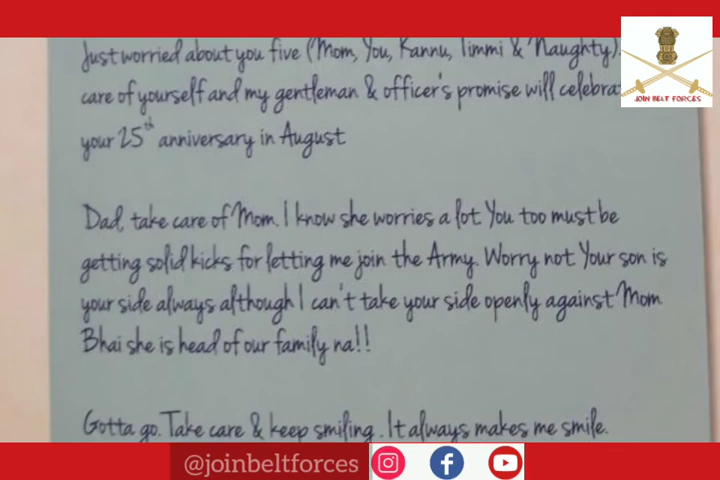 Just worried about you five (Mom, You, Kannu, Timmi & Naughty)
care of yourself and my gentleman & officer's promise will celebrat
your 25th anniversary in August
Dad, take care of Mom. I know she worries a lot You too must be
getting solid kicks for letting me join the Army. Worry not Your son is
your side always although I can't take your side openly against Mom
Bhai she is head of our family na!!
Gotta go. Take care & keep smiling. It always makes me smile.
JOIN BELT FORCES
@joinbeltforces